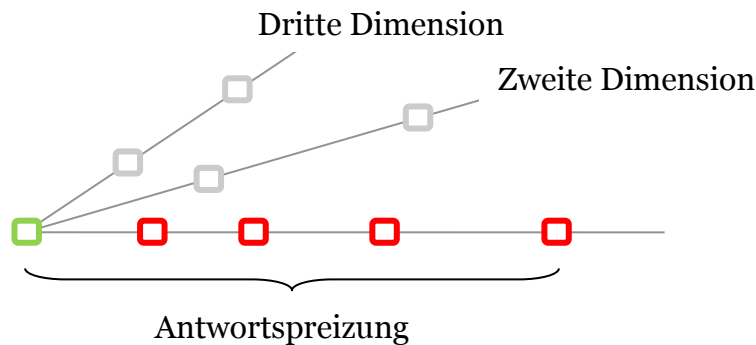 Dritte Dimension
Zweite Dimension
Antwortspreizung